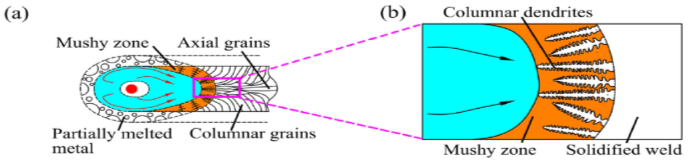 (a)
Mushy zone
Axial grains
Partially melted
metal
Columnar grains
(b)
Columnar dendrites
Mushy zone
Solidified weld